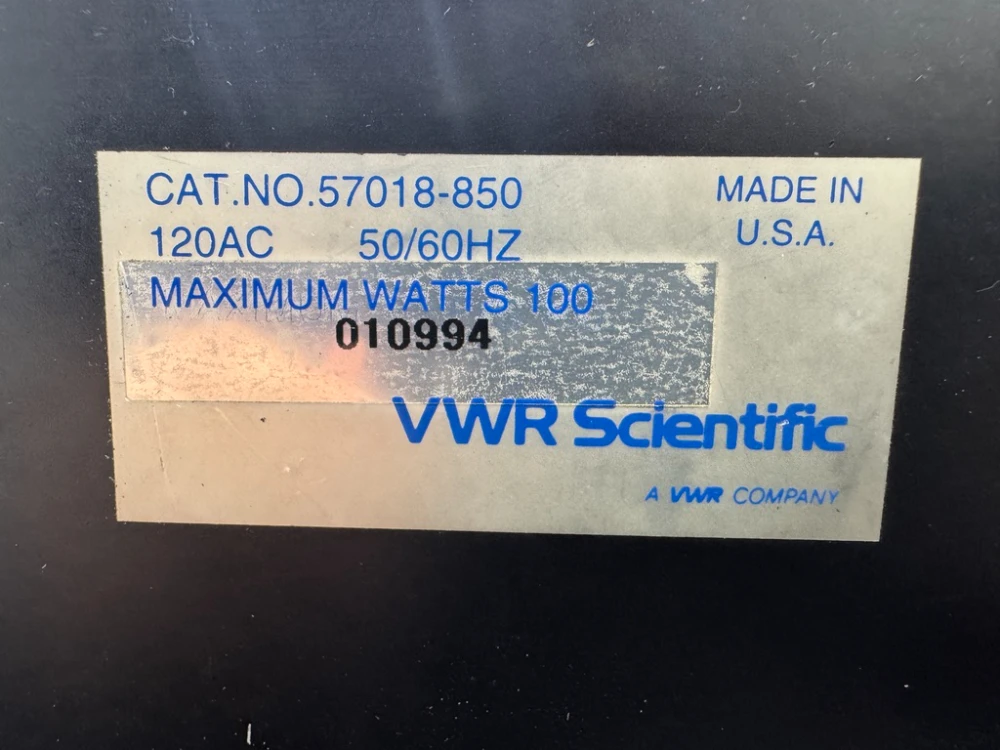 CAT.NO.57018-850
120AC 50/60HZ
MAXIMUM WATTS 100
010994
MADE IN
U.S.A.
VWR Scientific
A VWR COMPANY